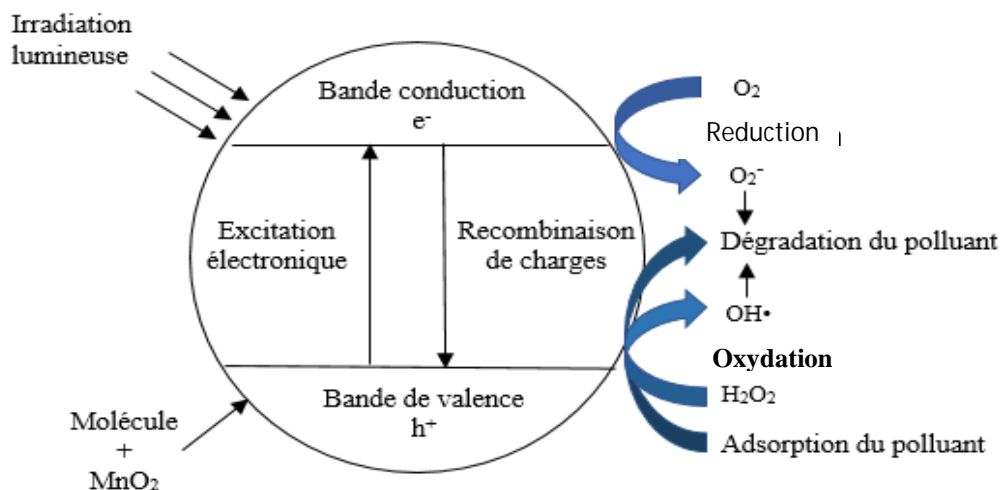 Irradiation
lumineuse
Bande conduction
e⁻
Excitation
électronique
Recombinaison
de charges
Bande de valence
h⁺
Molécule
+
MnO₂
O₂
Reduction
O₂⁻
Dégradation du polluant
OH•
Oxydation
H₂O₂
Adsorption du polluant